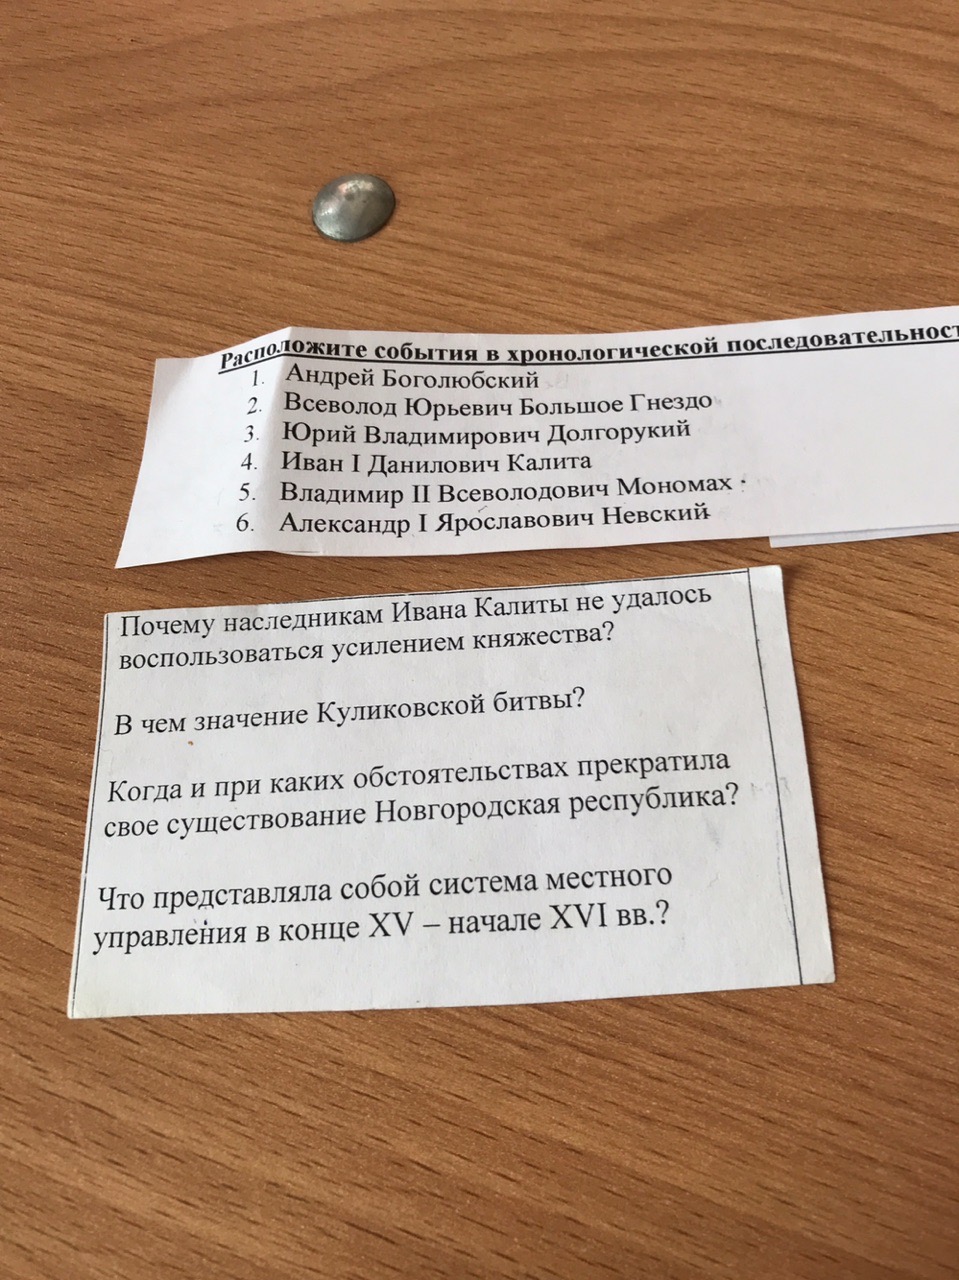 Расположите события в хронологической последовательност
1. Андрей Боголюбский
2. Всеволод Юрьевич Большое Гнездо
3. Юрий Владимирович Долгорукий
4. Иван I Данилович Калита
5. Владимир II Всеволодович Мономах
6. Александр I Ярославович Невский
Почему наследникам Ивана Калиты не удалось
воспользоваться усилением княжества?
В чем значение Куликовской битвы?
Когда и при каких обстоятельствах прекратила
свое существование Новгородская республика?
Что представляла собой система местного
управления в конце XV – начале XVI вв.?